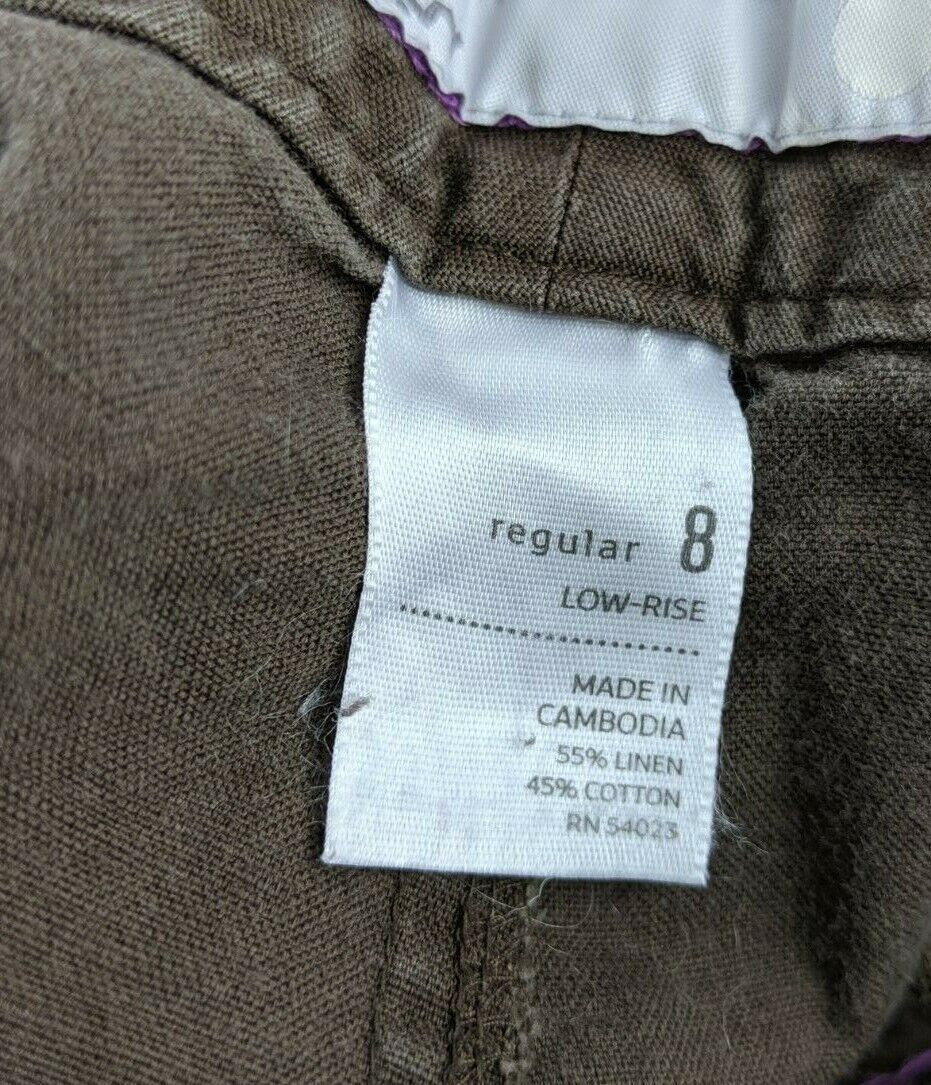 regular 8
LOW-RISE
MADE IN
CAMBODIA
55% LINEN
45% COTTON
RN 54023